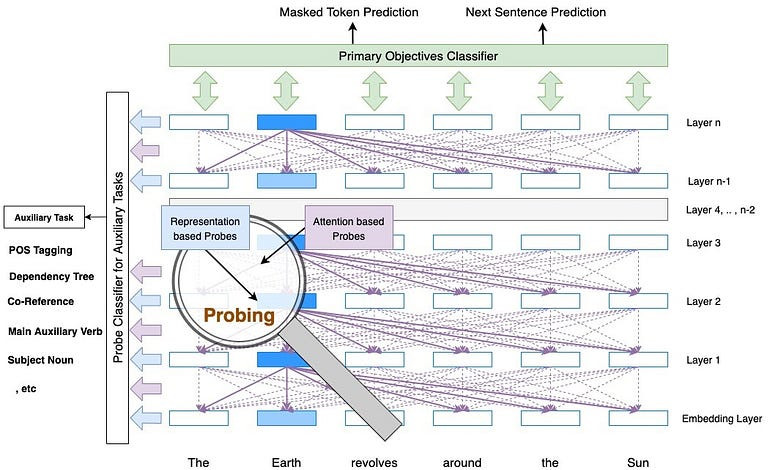 Masked Token Prediction
Next Sentence Prediction
Primary Objectives Classifier
Layer n
Layer n-1
Layer 4, .. , n-2
Layer 3
Layer 2
Layer 1
Embedding Layer
Probe Classifier for Auxiliary Tasks
Auxiliary Task
POS Tagging
Dependency Tree
Co-Reference
Main Auxiliary Verb
Subject Noun
, etc
Representation
based Probes
Attention based
Probes
Probing
The
Earth
revolves
around
the
Sun